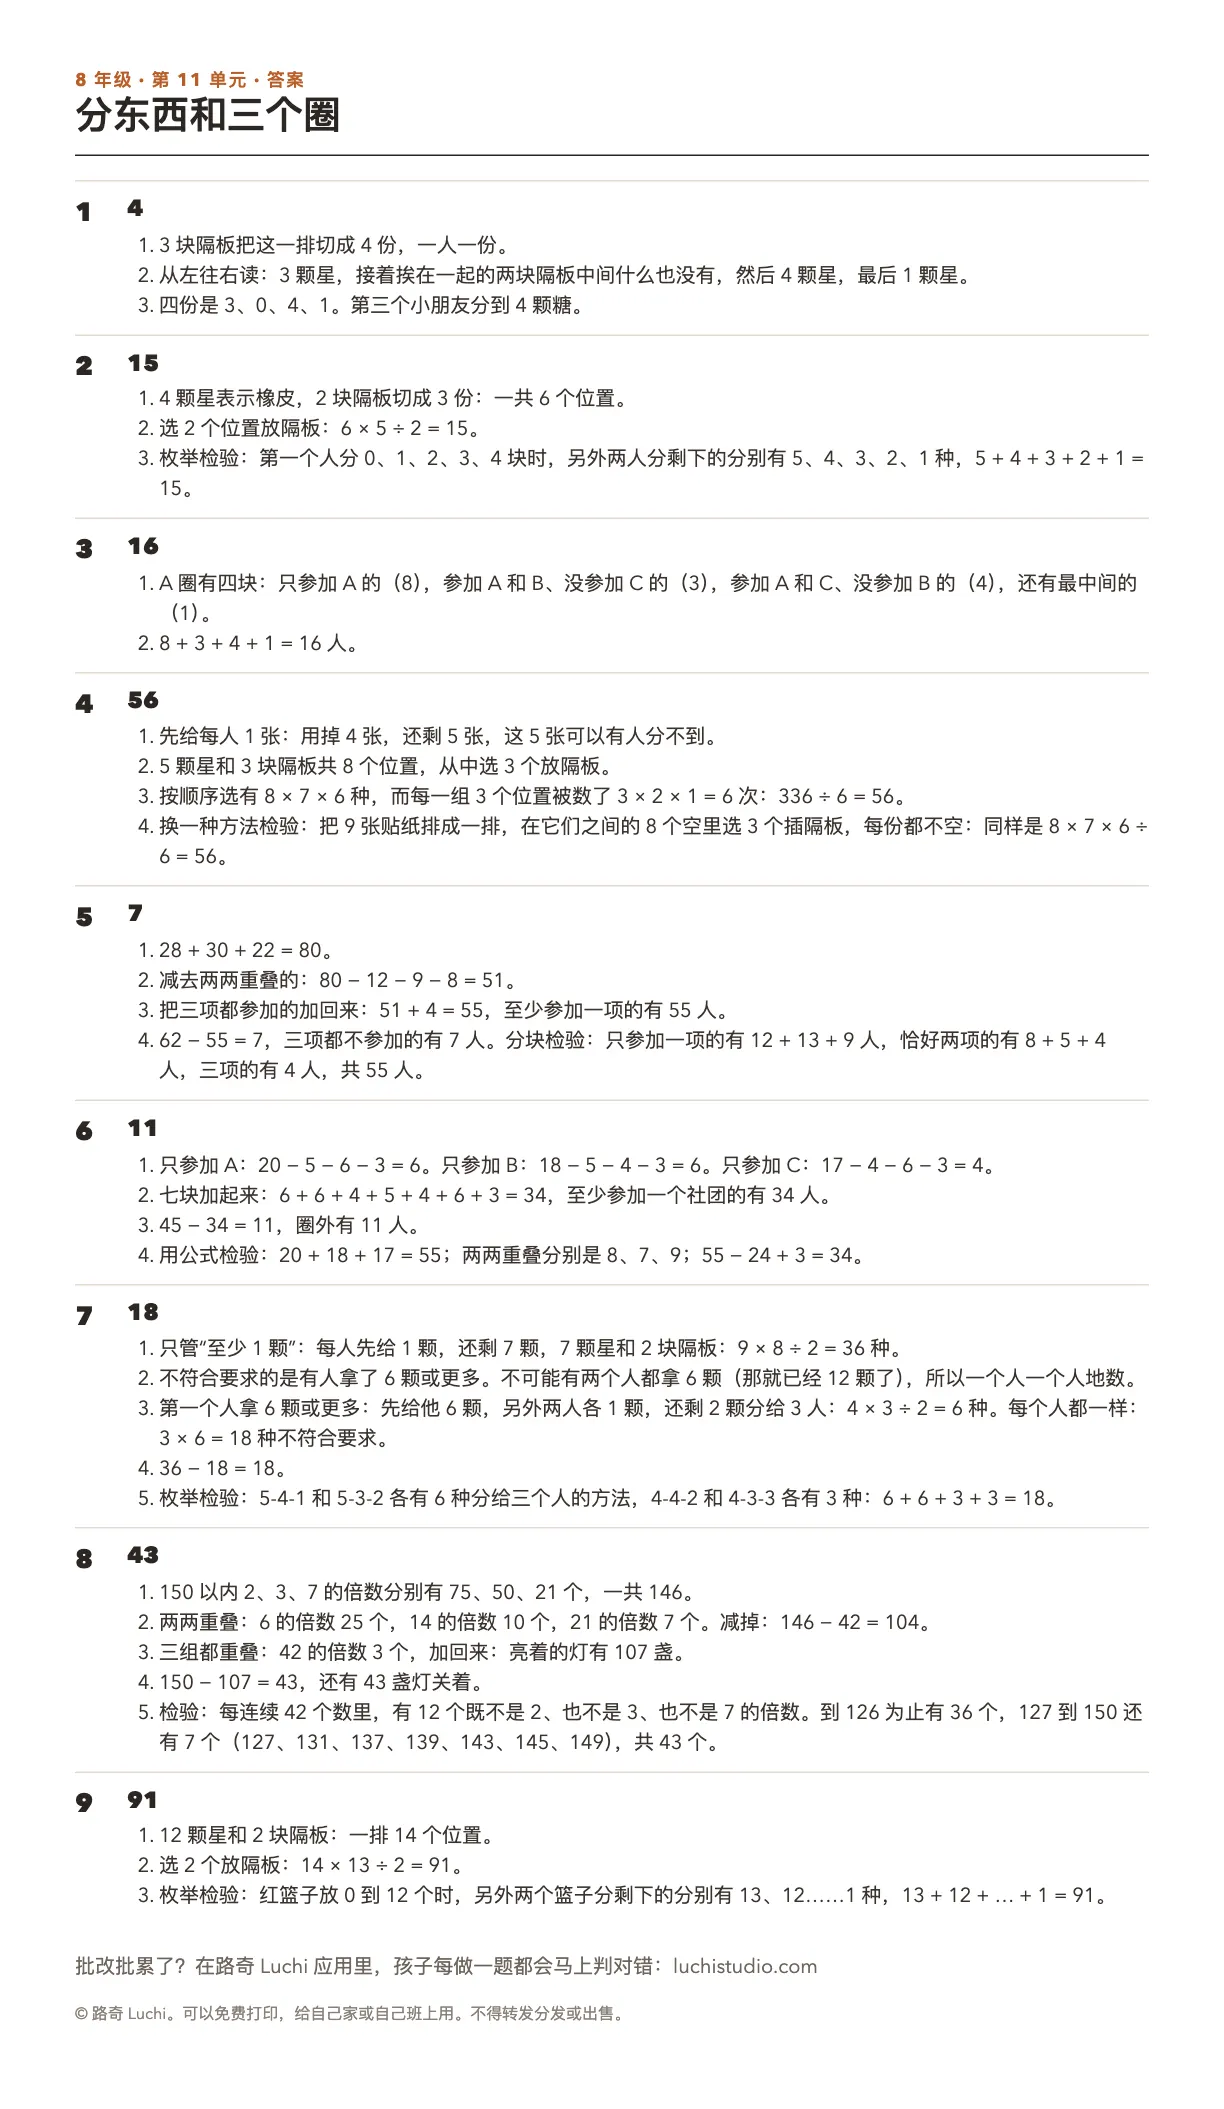 8 年级 · 第 11 单元 · 答案
分东西和三个圈
1 4
1. 3 块隔板把这一排切成 4 份，一人一份。
2. 从左往右读：3 颗星，接着挨在一起的两块隔板中间什么也没有，然后 4 颗星，最后 1 颗星。
3. 四份是 3、0、4、1。第三个小朋友分到 4 颗糖。
2 15
1. 4 颗星表示橡皮，2 块隔板切成 3 份：一共 6 个位置。
2. 选 2 个位置放隔板：6 × 5 ÷ 2 = 15。
3. 枚举检验：第一个人分 0、1、2、3、4 块时，另外两人分剩下的分别有 5、4、3、2、1 种，5 + 4 + 3 + 2 + 1 =
15。
3 16
1. A 圈有四块：只参加 A 的（8），参加 A 和 B、没参加 C 的（3），参加 A 和 C、没参加 B 的（4），还有最中间的
（1）。
2. 8 + 3 + 4 + 1 = 16 人。
4 56
1. 先给每人 1 张：用掉 4 张，还剩 5 张，这 5 张可以有人分不到。
2. 5 颗星和 3 块隔板共 8 个位置，从中选 3 个放隔板。
3. 按顺序选有 8 × 7 × 6 种，而每一组 3 个位置被数了 3 × 2 × 1 = 6 次：336 ÷ 6 = 56。
4. 换一种方法检验：把 9 张贴纸排成一排，在它们之间的 8 个空里选 3 个插隔板，每份都不空：同样是 8 × 7 × 6 ÷
6 = 56。
5 7
1. 28 + 30 + 22 = 80。
2. 减去两两重叠的：80 − 12 − 9 − 8 = 51。
3. 把三项都参加的加回来：51 + 4 = 55，至少参加一项的有 55 人。
4. 62 − 55 = 7，三项都不参加的有 7 人。分块检验：只参加一项的有 12 + 13 + 9 人，恰好两项的有 8 + 5 + 4
人，三项的有 4 人，共 55 人。
6 11
1. 只参加 A：20 − 5 − 6 − 3 = 6。只参加 B：18 − 5 − 4 − 3 = 6。只参加 C：17 − 4 − 6 − 3 = 4。
2. 七块加起来：6 + 6 + 4 + 5 + 4 + 6 + 3 = 34，至少参加一个社团的有 34 人。
3. 45 − 34 = 11，圈外有 11 人。
4. 用公式检验：20 + 18 + 17 = 55；两两重叠分别是 8、7、9；55 − 24 + 3 = 34。
7 18
1. 只管“至少 1 颗”：每人先给 1 颗，还剩 7 颗，7 颗星和 2 块隔板：9 × 8 ÷ 2 = 36 种。
2. 不符合要求的是有人拿了 6 颗或更多。不可能有两个人都拿 6 颗（那就已经 12 颗了），所以一个人一个人地数。
3. 第一个人拿 6 颗或更多：先给他 6 颗，另外两人各 1 颗，还剩 2 颗分给 3 人：4 × 3 ÷ 2 = 6 种。每个人都一样：
3 × 6 = 18 种不符合要求。
4. 36 − 18 = 18。
5. 枚举检验：5-4-1 和 5-3-2 各有 6 种分给三个人的方法，4-4-2 和 4-3-3 各有 3 种：6 + 6 + 3 + 3 = 18。
8 43
1. 150 以内 2、3、7 的倍数分别有 75、50、21 个，一共 146。
2. 两两重叠：6 的倍数 25 个，14 的倍数 10 个，21 的倍数 7 个。减掉：146 − 42 = 104。
3. 三组都重叠：42 的倍数 3 个，加回来：亮着的灯有 107 盏。
4. 150 − 107 = 43，还有 43 盏灯关着。
5. 检验：每连续 42 个数里，有 12 个既不是 2、也不是 3、也不是 7 的倍数。到 126 为止有 36 个，127 到 150 还
有 7 个（127、131、137、139、143、145、149），共 43 个。
9 91
1. 12 颗星和 2 块隔板：一排 14 个位置。
2. 选 2 个放隔板：14 × 13 ÷ 2 = 91。
3. 枚举检验：红篮子放 0 到 12 个时，另外两个篮子分剩下的分别有 13、12……1 种，13 + 12 + … + 1 = 91。
批改批累了？在路奇 Luchi 应用里，孩子每做一题都会马上判对错：luchistudio.com
© 路奇 Luchi。可以免费打印，给自己家或自己班上用。不得转发分发或出售。